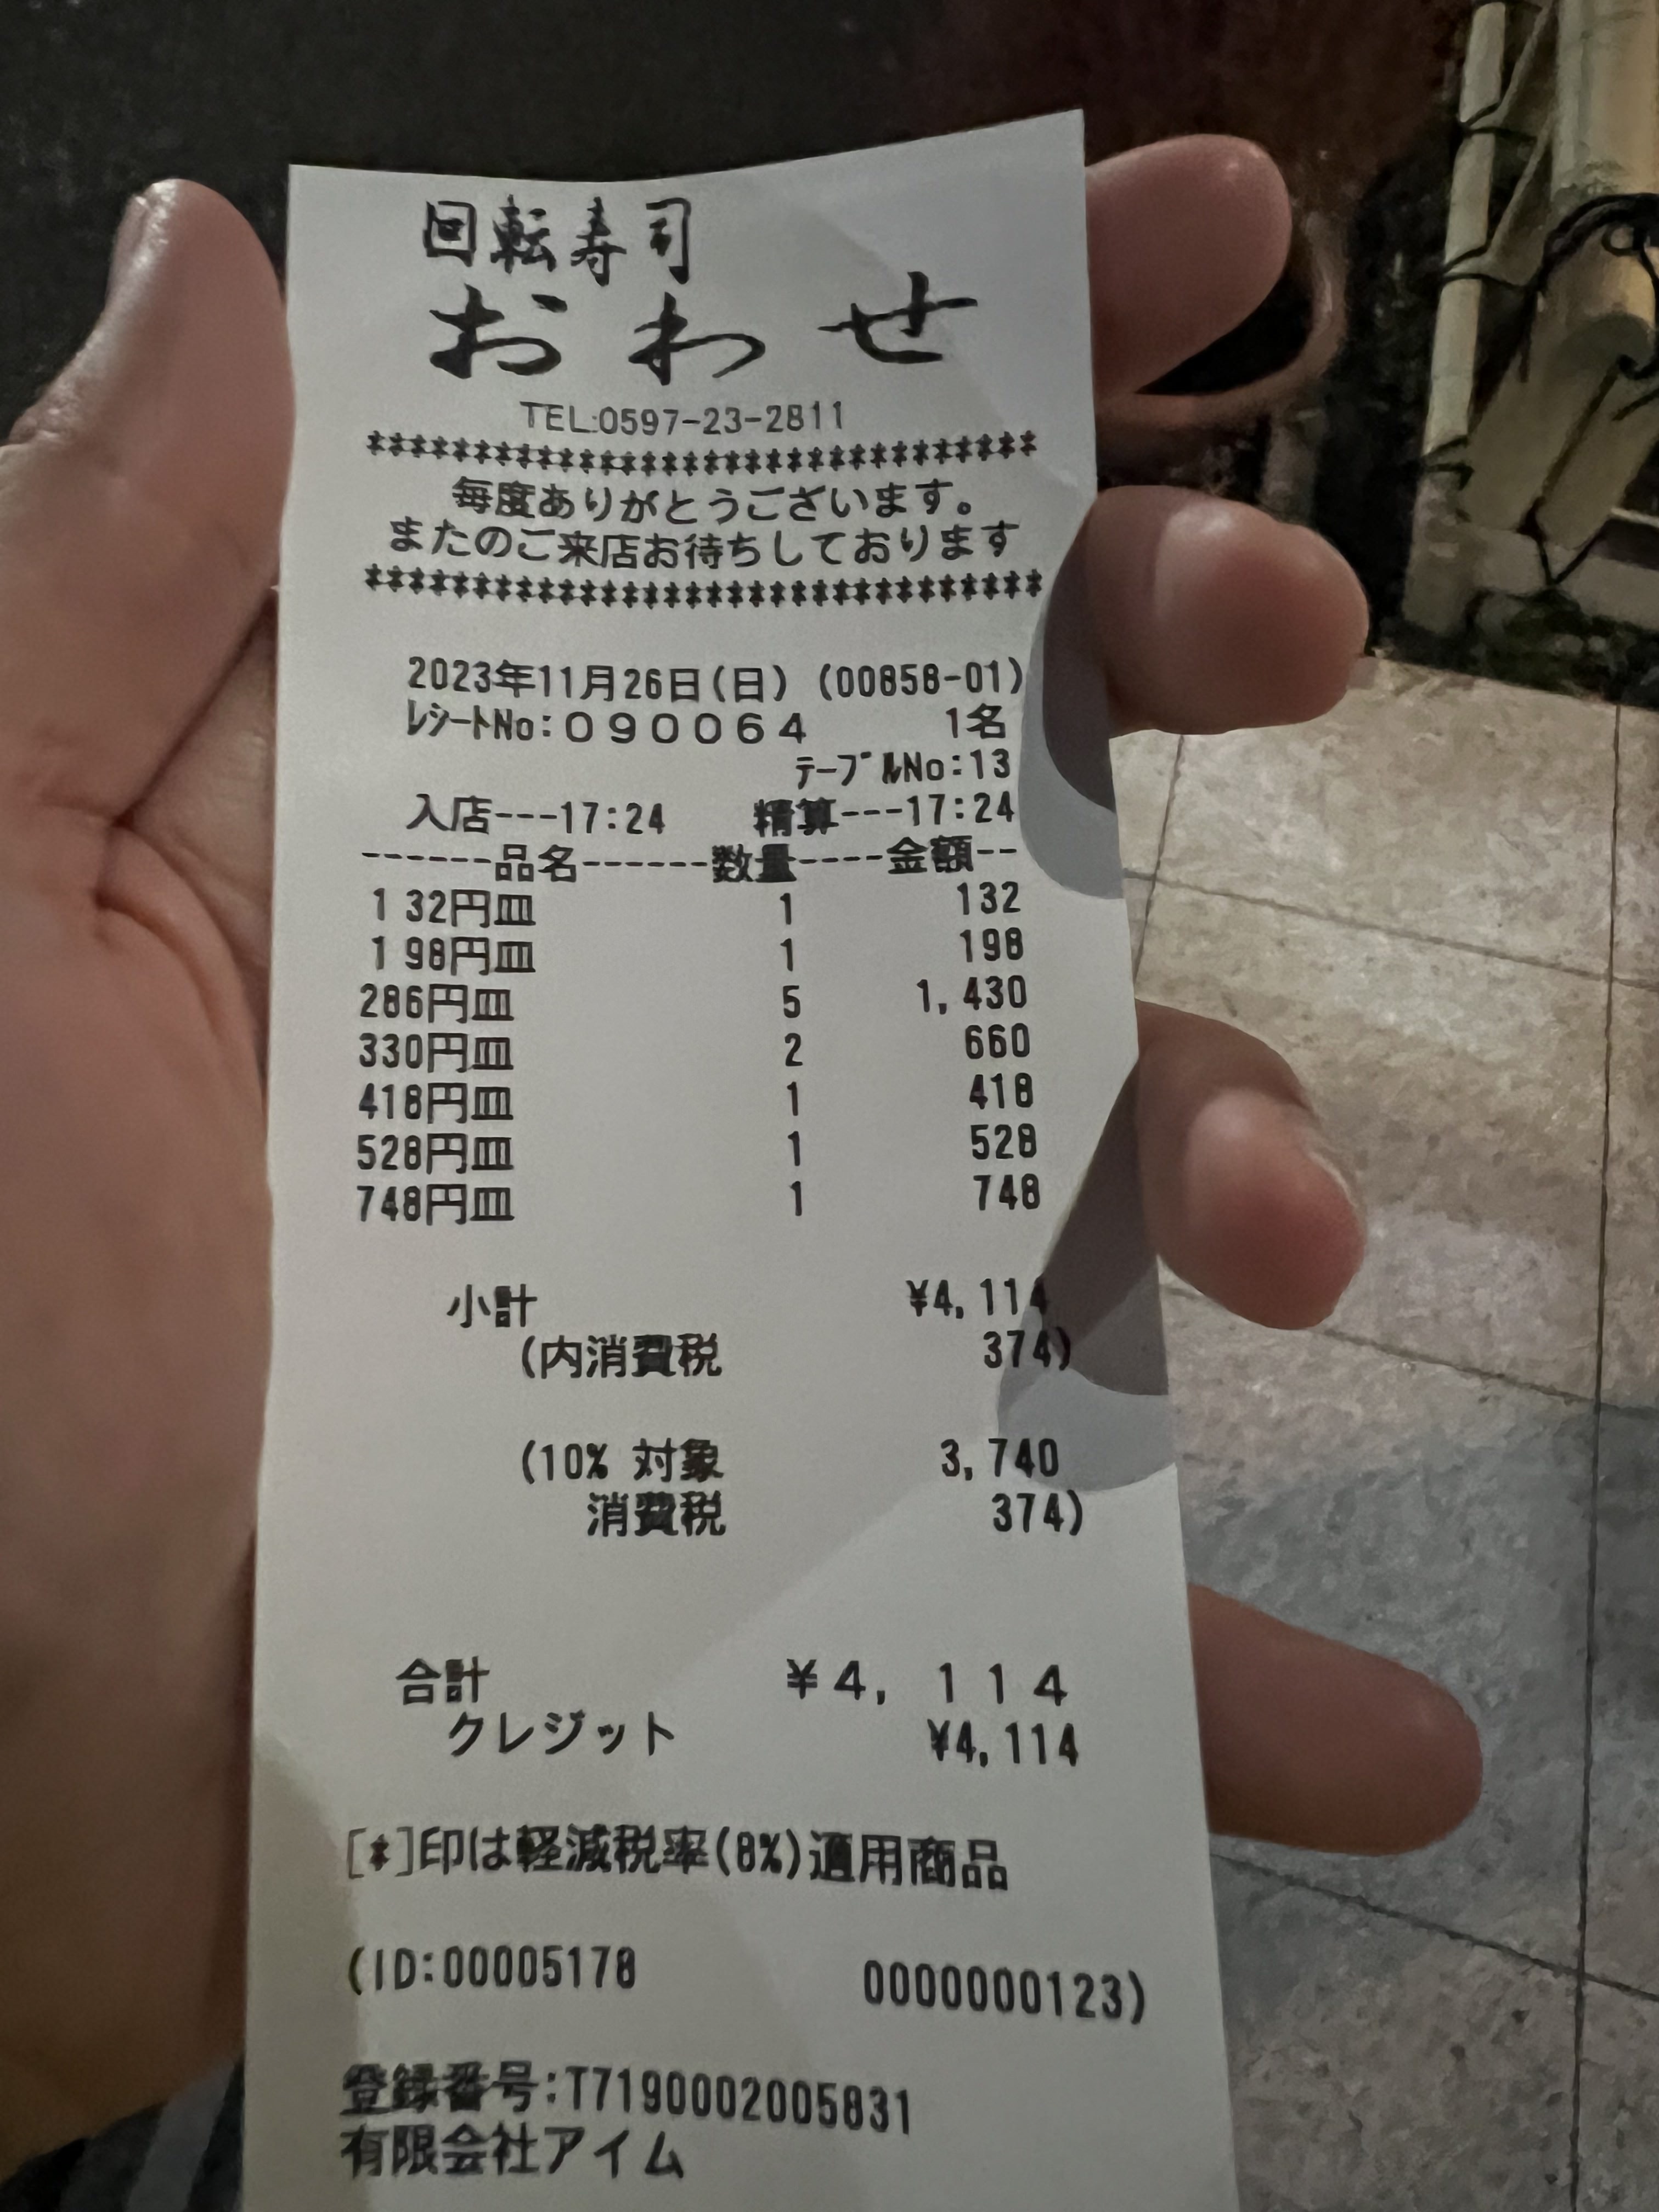 回転寿司
おわせ
TEL:0597-23-2811
********************************
毎度ありがとうございます。
またのご来店お待ちしております
********************************
2023年11月26日(日) (00858-01)
ﾚｼｰﾄNo:090064 1名
ﾃｰﾌﾞﾙNo:13
入店---17:24 精算---17:24
------品名------数量----金額--
132円皿 1 132
198円皿 1 198
286円皿 5 1,430
330円皿 2 660
418円皿 1 418
528円皿 1 528
748円皿 1 748
小計 ¥4,114
(内消費税 374)
(10% 対象 3,740
消費税 374)
合計 ¥4,114
クレジット ¥4,114
[*]印は軽減税率(8%)適用商品
(ID:00005178 0000000123)
登録番号:T7190002005831
有限会社アイム